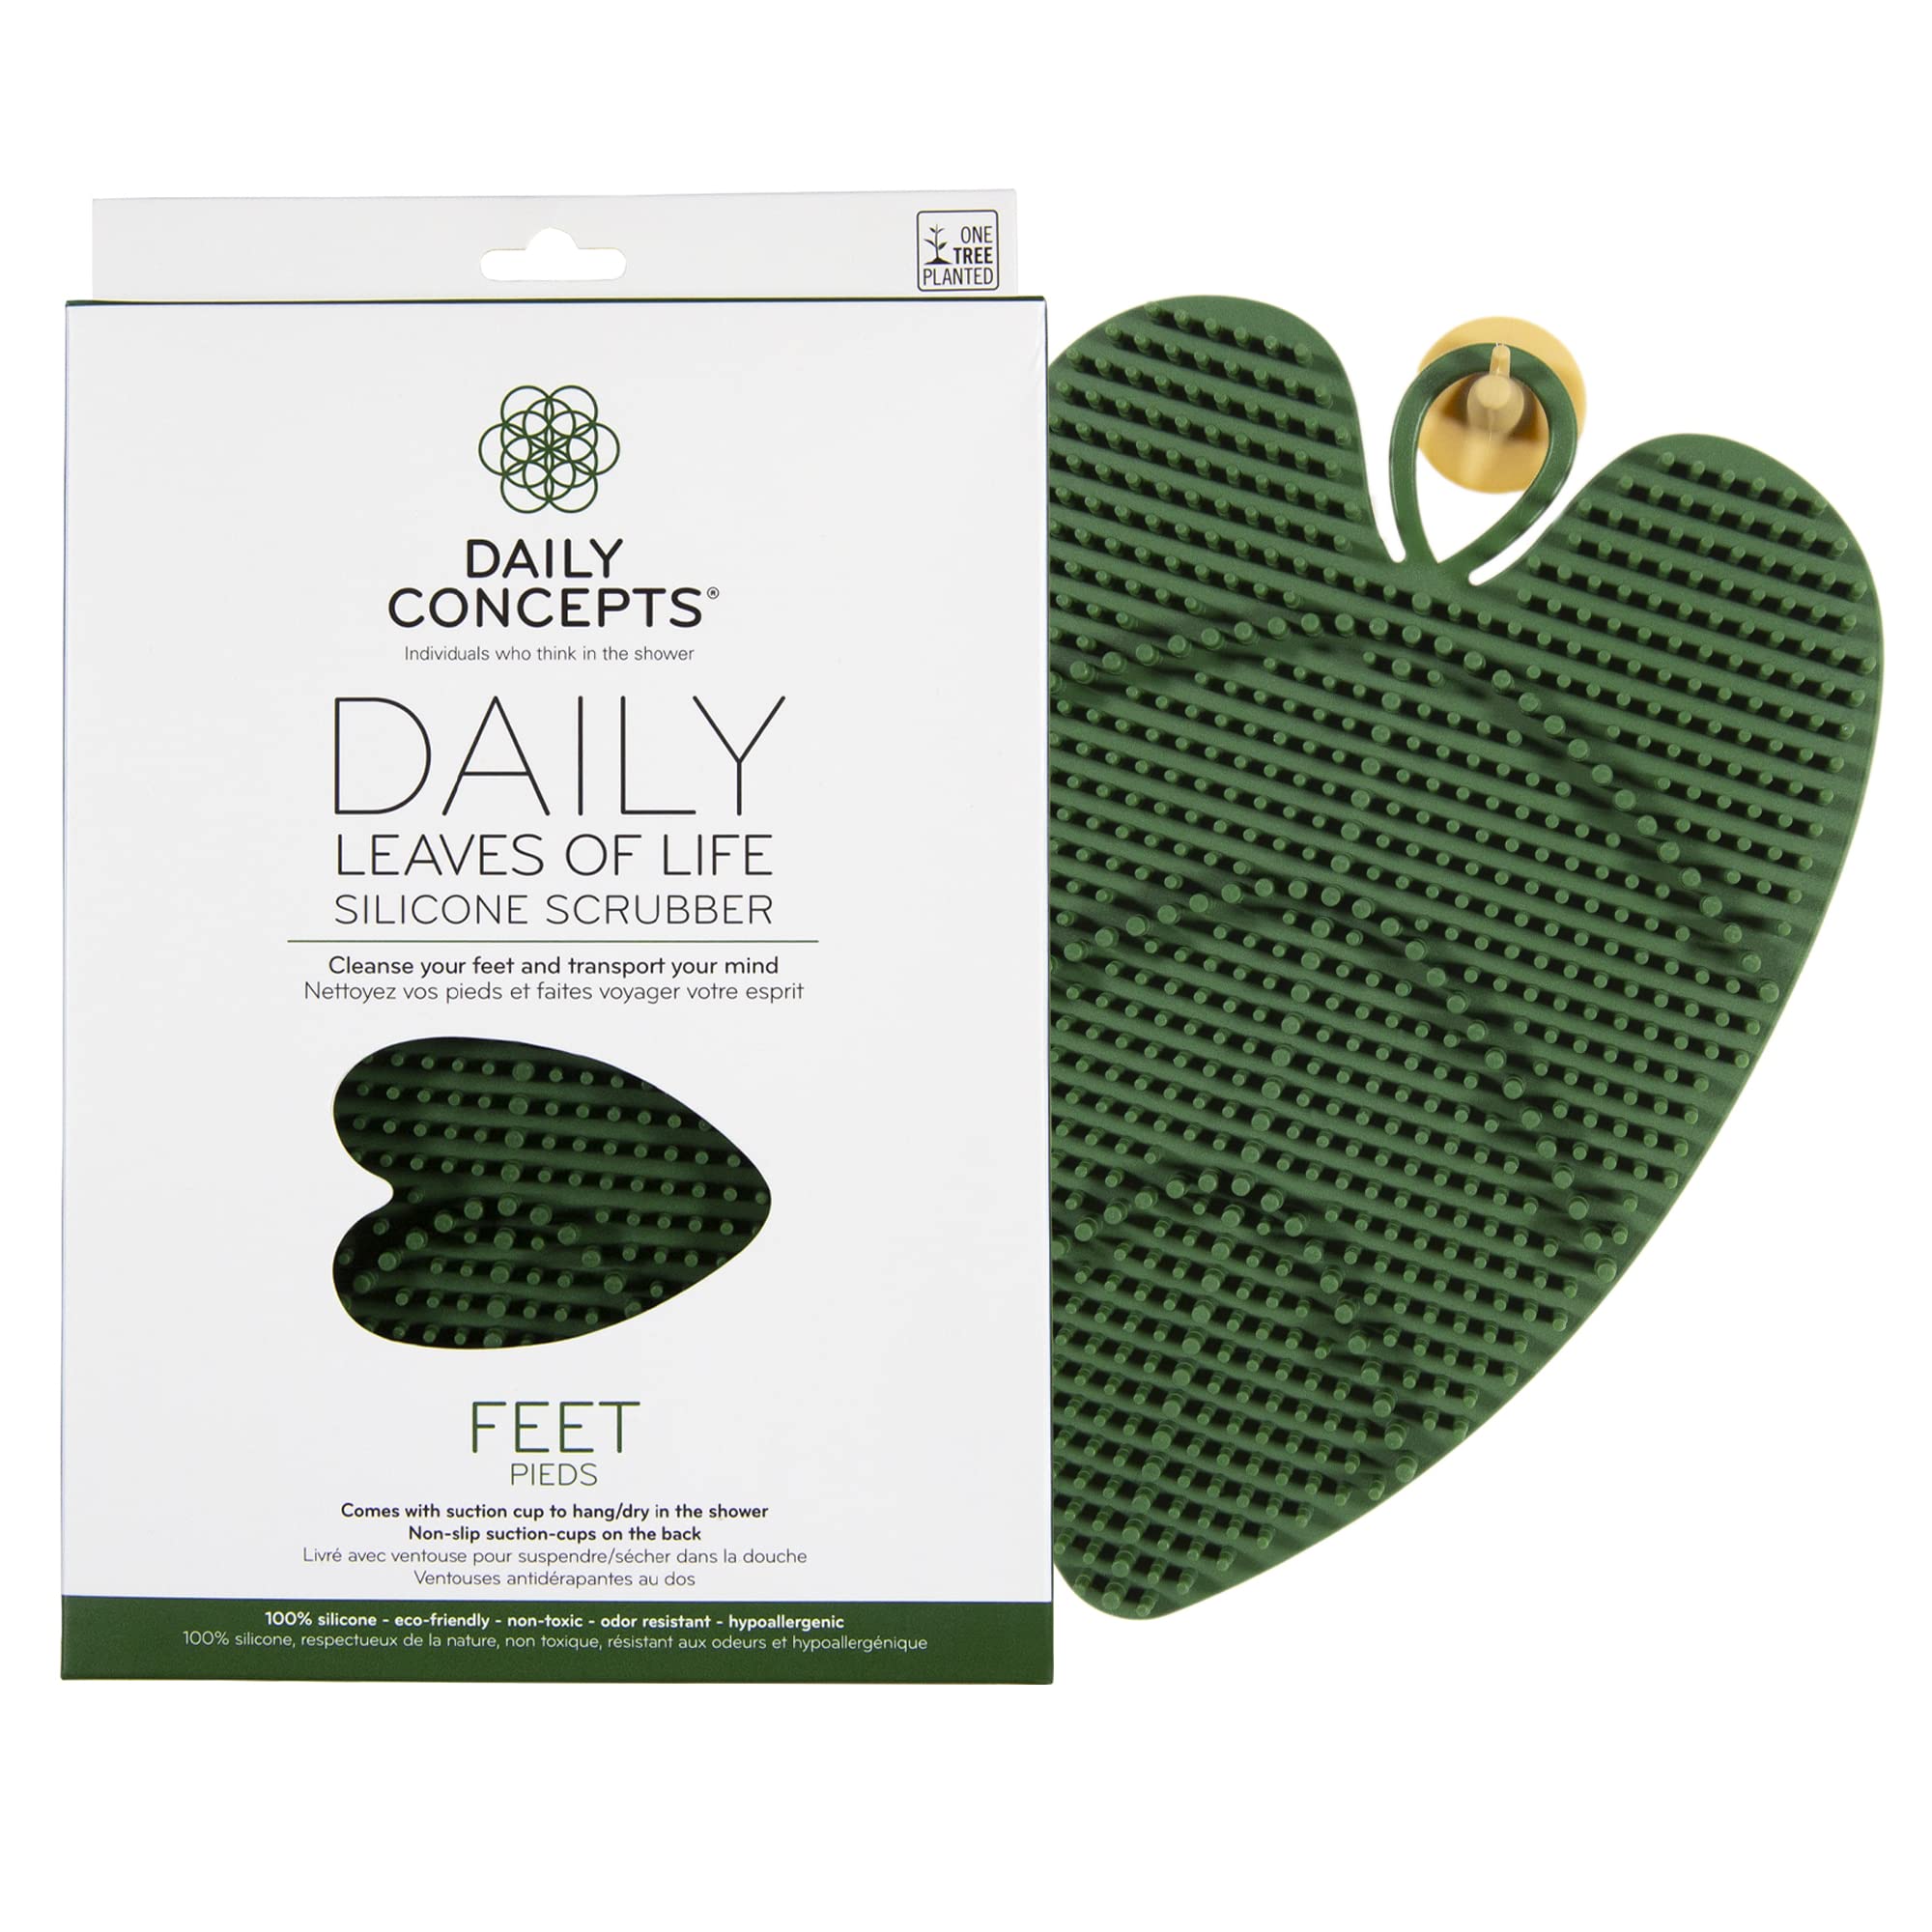 ONE
TREE
PLANTED
DAILY
CONCEPTS®
Individuals who think in the shower
DAILY
LEAVES OF LIFE
SILICONE SCRUBBER
Cleanse your feet and transport your mind
Nettoyez vos pieds et faites voyager votre esprit
FEET
PIEDS
Comes with suction cup to hang/dry in the shower
Non-slip suction-cups on the back
Livré avec ventouse pour suspendre/sécher dans la douche
Ventouses antidérapantes au dos
100% silicone - eco-friendly - non-toxic - odor resistant - hypoallergenic
100% silicone, respectueux de la nature, non toxique, résistant aux odeurs et hypoallergénique